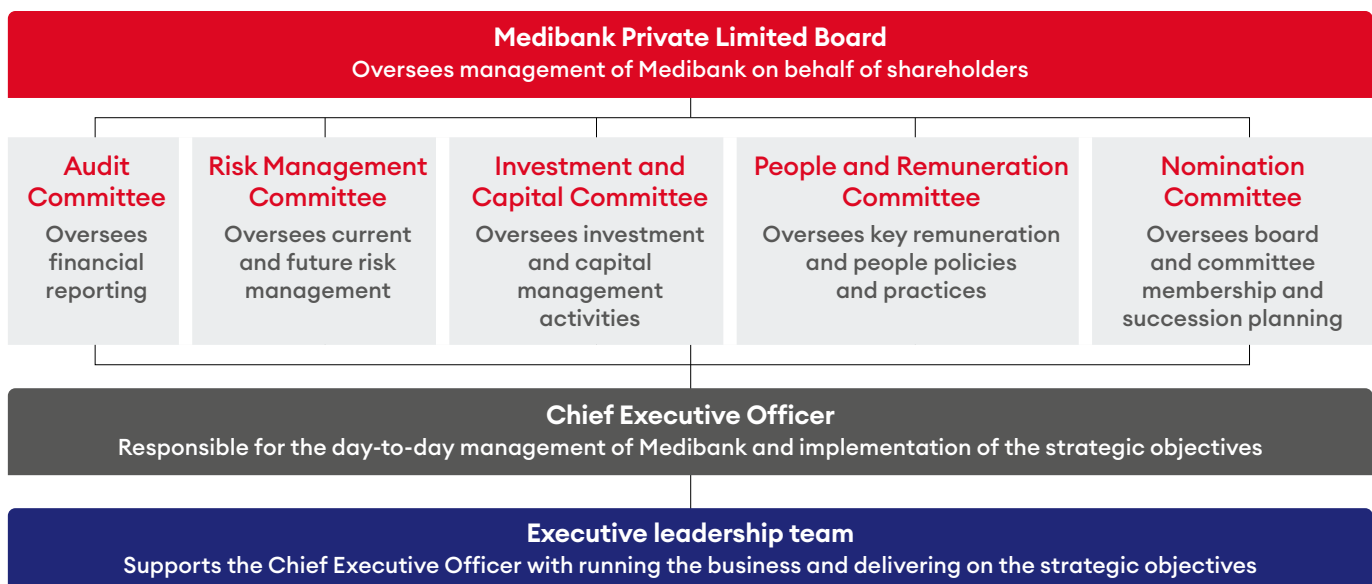 Medibank Private Limited Board
Oversees management of Medibank on behalf of shareholders
Audit
Committee
Oversees
financial
reporting
Risk Management
Committee
Oversees current
and future risk
management
Investment and
Capital Committee
Oversees investment
and capital
management
activities
People and Remuneration
Committee
Oversees key remuneration
and people policies
and practices
Nomination
Committee
Oversees board
and committee
membership and
succession planning
Chief Executive Officer
Responsible for the day-to-day management of Medibank and implementation of the strategic objectives
Executive leadership team
Supports the Chief Executive Officer with running the business and delivering on the strategic objectives